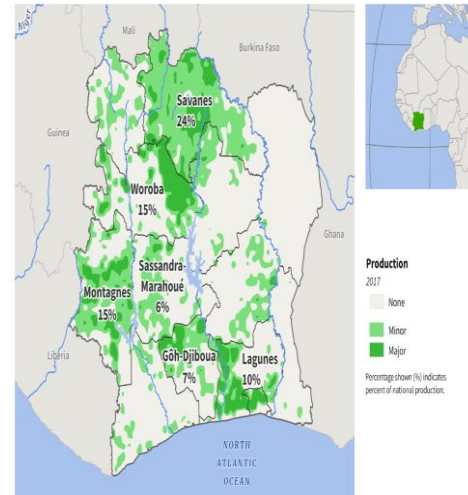 Niger
Mali
Burkina Faso
Savanes
24%
Guinea
Woroba
15%
Ghana
Sassandra-
Marahoué
6%
Montagnes
15%
Liberia
Gôh-Djiboua
7%
Lagunes
10%
NORTH
ATLANTIC
OCEAN
Production
2017
None
Minor
Major
Percentage shown (%) indicates
percent of national production.